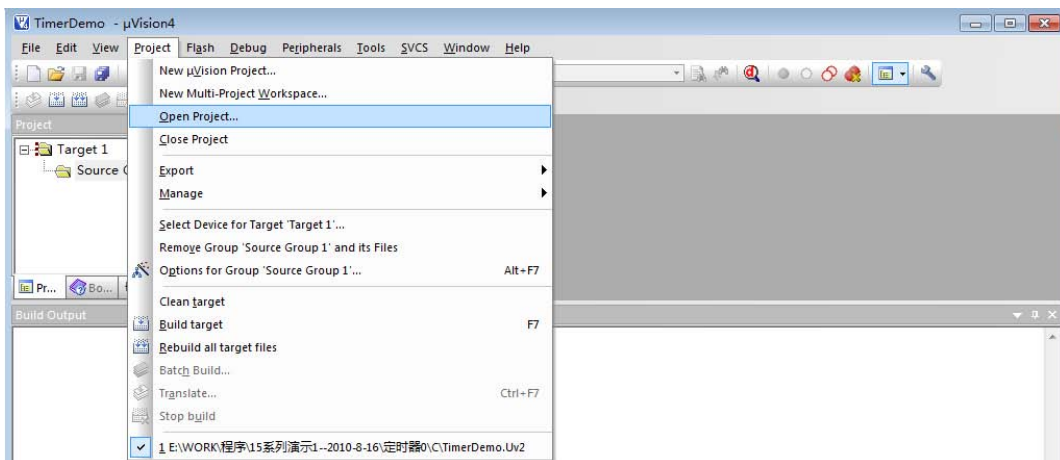 TimerDemo - µVision4
File Edit View Project Flash Debug Peripherals Tools SVCS Window Help
New µVision Project...
New Multi-Project Workspace...
Project
Open Project...
Target 1
Close Project
Source
Export
Manage
Select Device for Target 'Target 1'...
Remove Group 'Source Group 1' and its Files
Options for Group 'Source Group 1'... Alt+F7
Pr... Bo...
Clean target
Build Output
Build target F7
Rebuild all target files
Batch Build...
Translate... Ctrl+F7
Stop build
1 E:\WORK\程序\15系列演示1--2010-8-16\定时器0\C\TimerDemo.Uv2